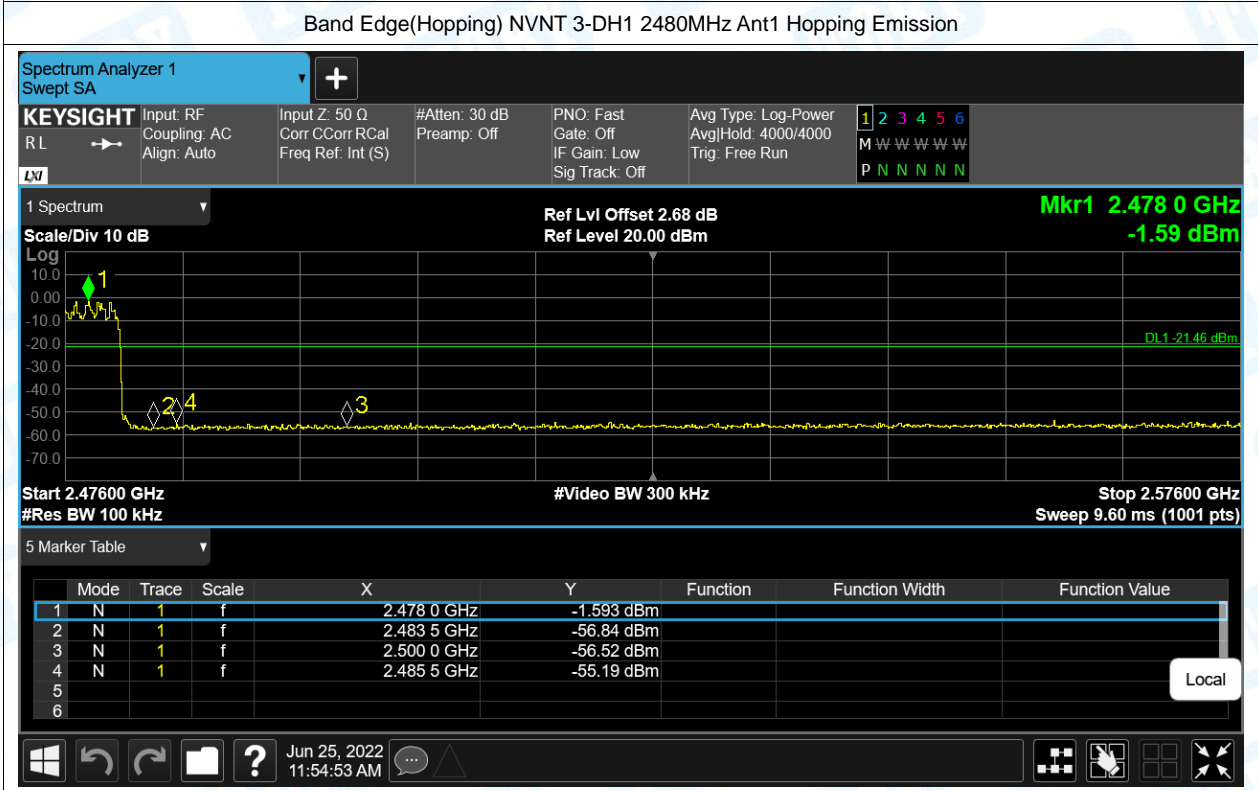 Band Edge(Hopping) NVNT 3-DH1 2480MHz Ant1 Hopping Emission
Spectrum Analyzer 1
Swept SA
KEYSIGHT
R L
LXI
Input: RF
Coupling: AC
Align: Auto
Input Z: 50 Ω
Corr CCorr RCal
Freq Ref: Int (S)
#Atten: 30 dB
Preamp: Off
PNO: Fast
Gate: Off
IF Gain: Low
Sig Track: Off
Avg Type: Log-Power
Avg|Hold: 4000/4000
Trig: Free Run
1 2 3 4 5 6
M W W W W W
P N N N N N
1 Spectrum
Scale/Div 10 dB
Ref Lvl Offset 2.68 dB
Ref Level 20.00 dBm
Mkr1 2.478 0 GHz
-1.59 dBm
Log
10.0
0.00
-10.0
-20.0
-30.0
-40.0
-50.0
-60.0
-70.0
1
2
4
3
DL1 -21.46 dBm
Start 2.47600 GHz
#Video BW 300 kHz
Stop 2.57600 GHz
#Res BW 100 kHz
Sweep 9.60 ms (1001 pts)
5 Marker Table
Mode Trace Scale X Y Function Function Width Function Value
1 N 1 f 2.478 0 GHz -1.593 dBm
2 N 1 f 2.483 5 GHz -56.84 dBm
3 N 1 f 2.500 0 GHz -56.52 dBm
4 N 1 f 2.485 5 GHz -55.19 dBm
5
6
Local
Jun 25, 2022
11:54:53 AM